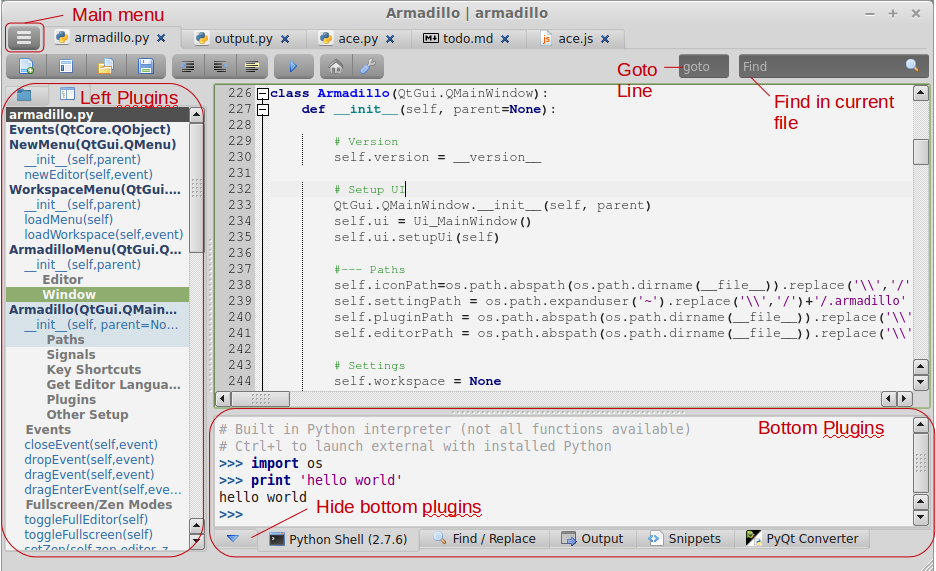 Main menu
Armadillo | armadillo
armadillo.py
output.py
ace.py
todo.md
ace.js
Goto
Line
goto
Find
Find in current
file
Left Plugins
armadillo.py
Events(QtCore.QObject)
NewMenu(QtGui.QMenu)
__init__(self,parent)
newEditor(self,event)
WorkspaceMenu(QtGui....
__init__(self,parent)
loadMenu(self)
loadWorkspace(self,event)
ArmadilloMenu(QtGui.Q...
__init__(self,parent)
Editor
Window
Armadillo(QtGui.QMain...
__init__(self, parent=No...
Paths
Signals
Key Shortcuts
Get Editor Langua...
Plugins
Other Setup
Events
closeEvent(self,event)
dropEvent(self,event)
dragEvent(self,event)
dragEnterEvent(self,eve...
Fullscreen/Zen Modes
toggleFullEditor(self)
toggleFullscreen(self)
setZen(self,zen,editor_z
226 class Armadillo(QtGui.QMainWindow):
227 def __init__(self, parent=None):
228
229 # Version
230 self.version = __version__
231
232 # Setup UI
233 QtGui.QMainWindow.__init__(self, parent)
234 self.ui = Ui_MainWindow()
235 self.ui.setupUi(self)
236
237 #--- Paths
238 self.iconPath=os.path.abspath(os.path.dirname(__file__)).replace('\\','/'
239 self.settingPath = os.path.expanduser('~').replace('\\','/')+'/.armadillo'
240 self.pluginPath = os.path.abspath(os.path.dirname(__file__)).replace('\\'
241 self.editorPath = os.path.abspath(os.path.dirname(__file__)).replace('\\'
242
243 # Settings
244 self.workspace = None
# Built in Python interpreter (not all functions available)
# Ctrl+l to launch external with installed Python
>>> import os
>>> print 'hello world'
hello world
>>>
Bottom Plugins
Hide bottom plugins
Python Shell (2.7.6)
Find / Replace
Output
Snippets
PyQt Converter